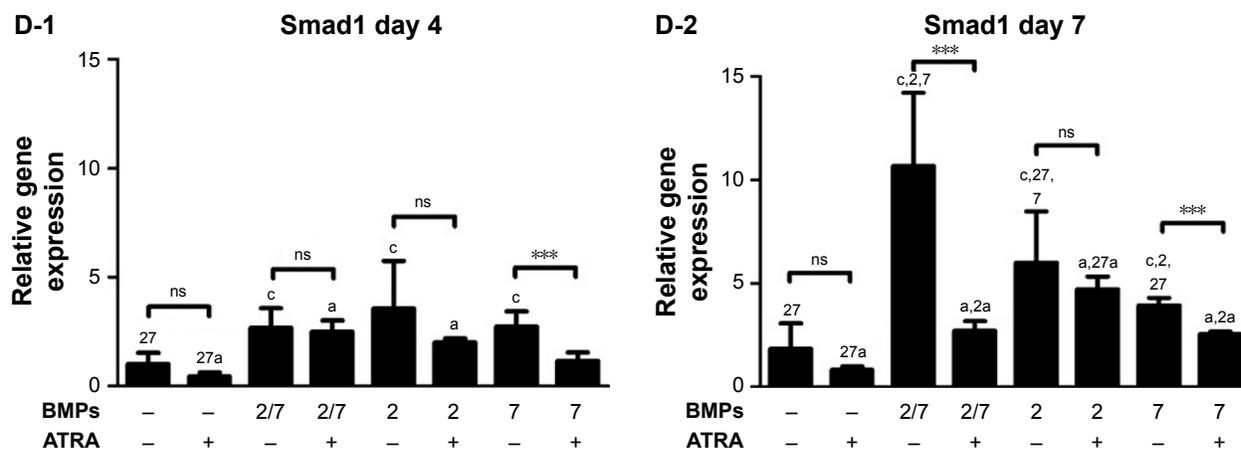 D-1
Smad1 day 4
Relative gene
expression
15
10
5
0
ns
27
27a
ns
c
a
ns
c
a
***
c
BMPs – – 2/7 2/7 2 2 7 7
ATRA – + – + – + – +
D-2
Smad1 day 7
Relative gene
expression
15
10
5
0
ns
27
27a
***
c,2,7
a,2a
ns
c,27,
7
a,27a
***
c,2,
27
a,2a
BMPs – – 2/7 2/7 2 2 7 7
ATRA – + – + – + – +